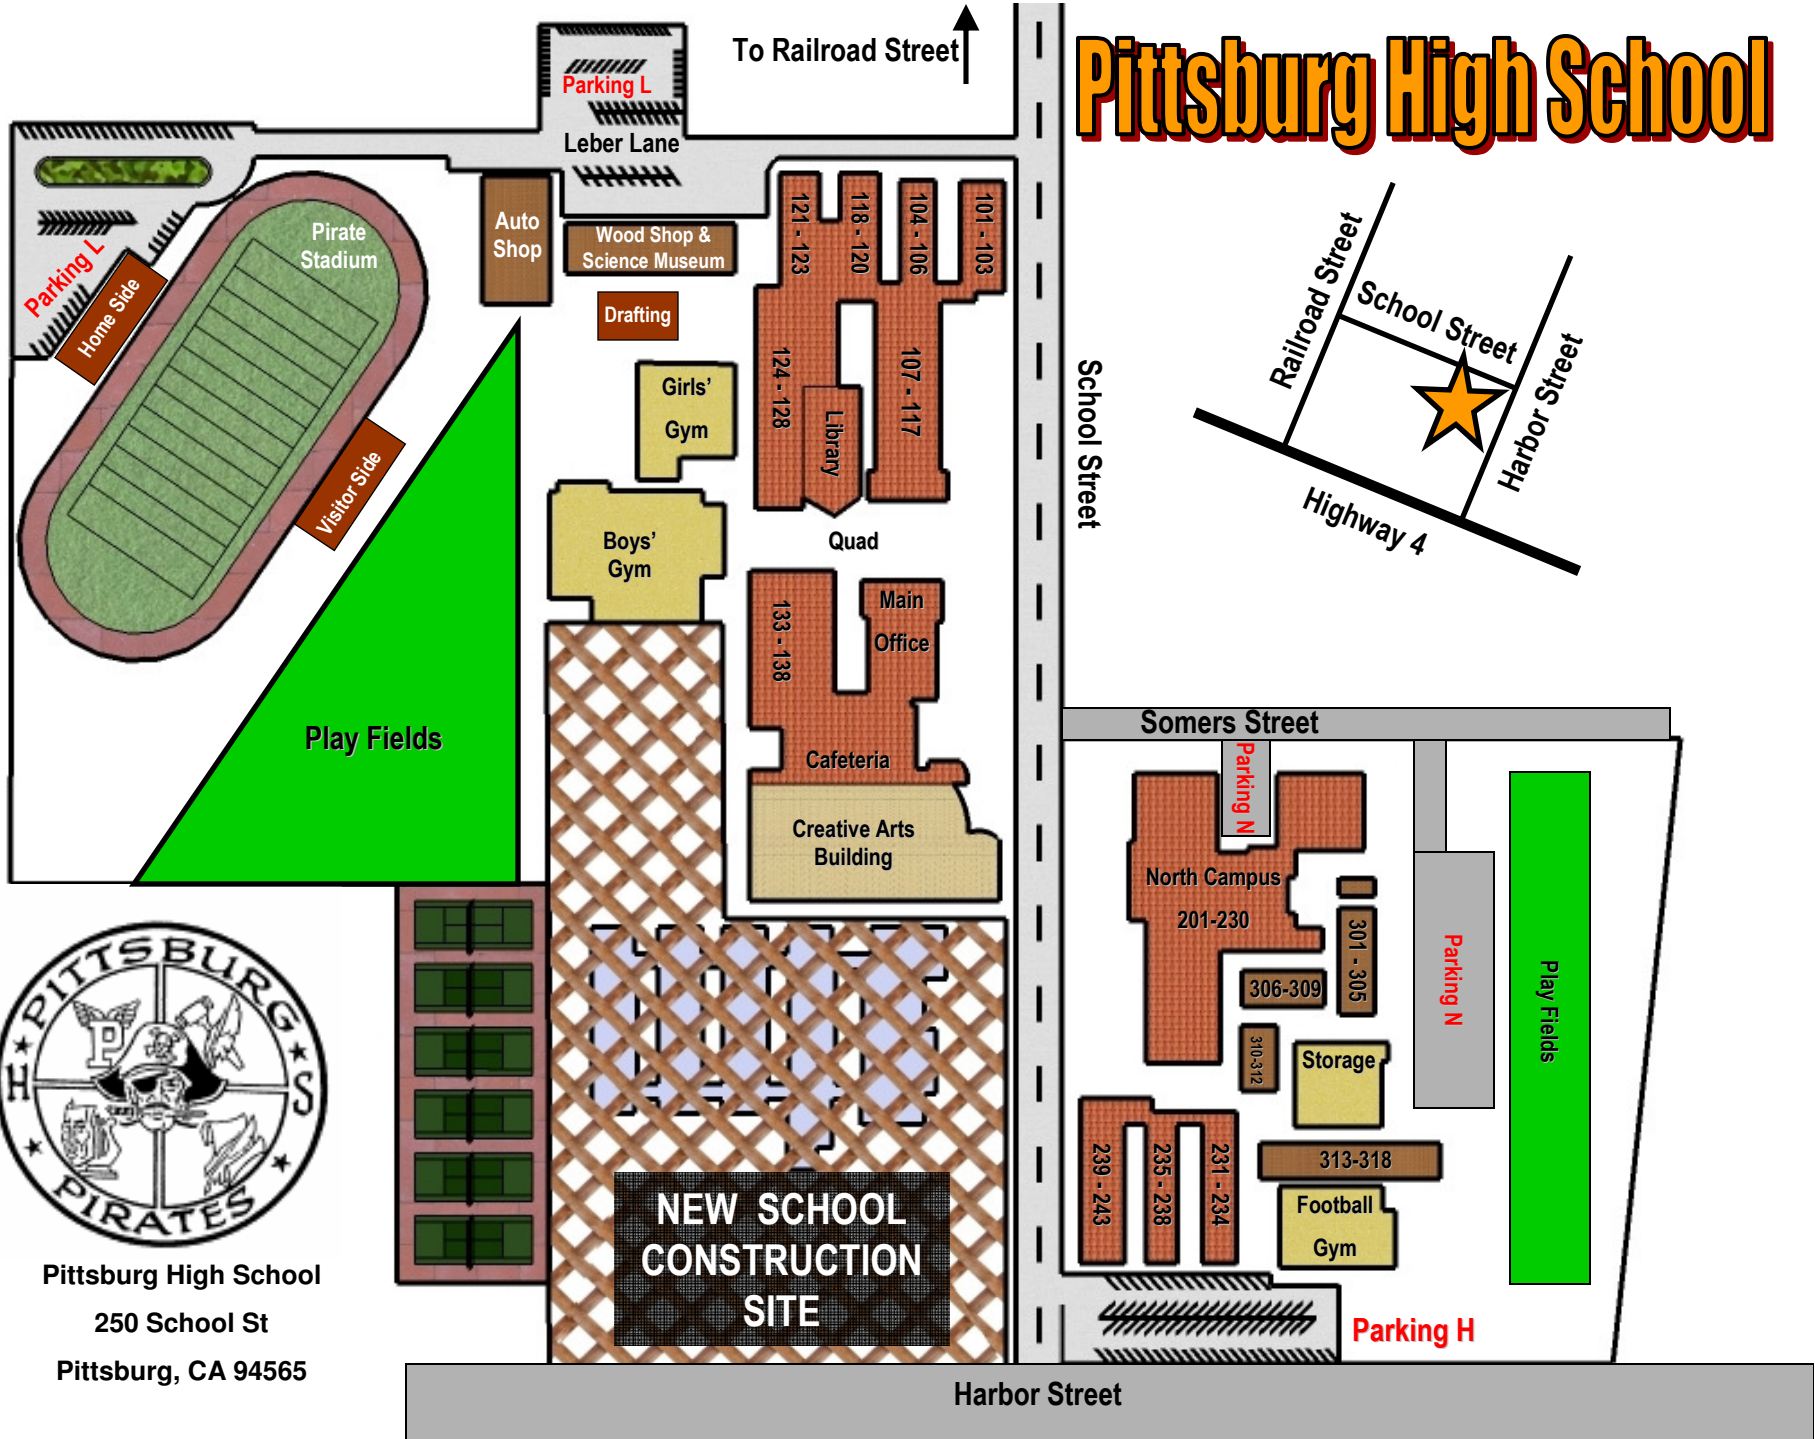 To Railroad Street
Pittsburg High School
Parking L
Leber Lane
Parking L
Home Side
Pirate
Stadium
Visitor Side
Auto
Shop
Wood Shop &
Science Museum
Drafting
121 - 123
118 - 120
104 - 106
101 - 103
124 - 128
Library
107 - 117
Girls'
Gym
Boys'
Gym
Quad
133 - 138
Main
Office
Cafeteria
Creative Arts
Building
Play Fields
School Street
Railroad Street
School Street
Harbor Street
Highway 4
Somers Street
Parking N
North Campus
201-230
301 - 305
306-309
310-312
Storage
Parking N
Play Fields
239 - 243
235 - 238
231 - 234
313-318
Football
Gym
Parking H
NEW SCHOOL
CONSTRUCTION
SITE
PITTSBURG
P
H S
PIRATES
Pittsburg High School
250 School St
Pittsburg, CA 94565
Harbor Street